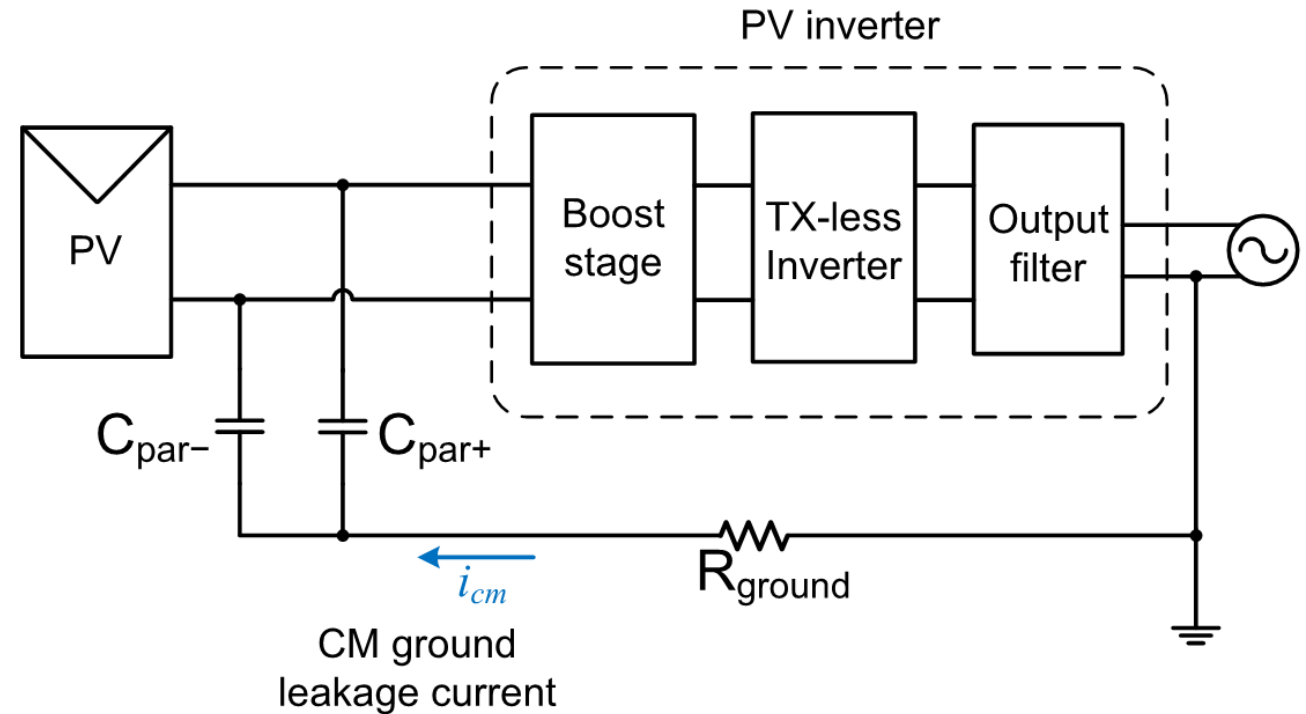 PV inverter
PV
Boost
stage
TX-less
Inverter
Output
filter
Cpar−
Cpar+
icm
Rground
CM ground
leakage current